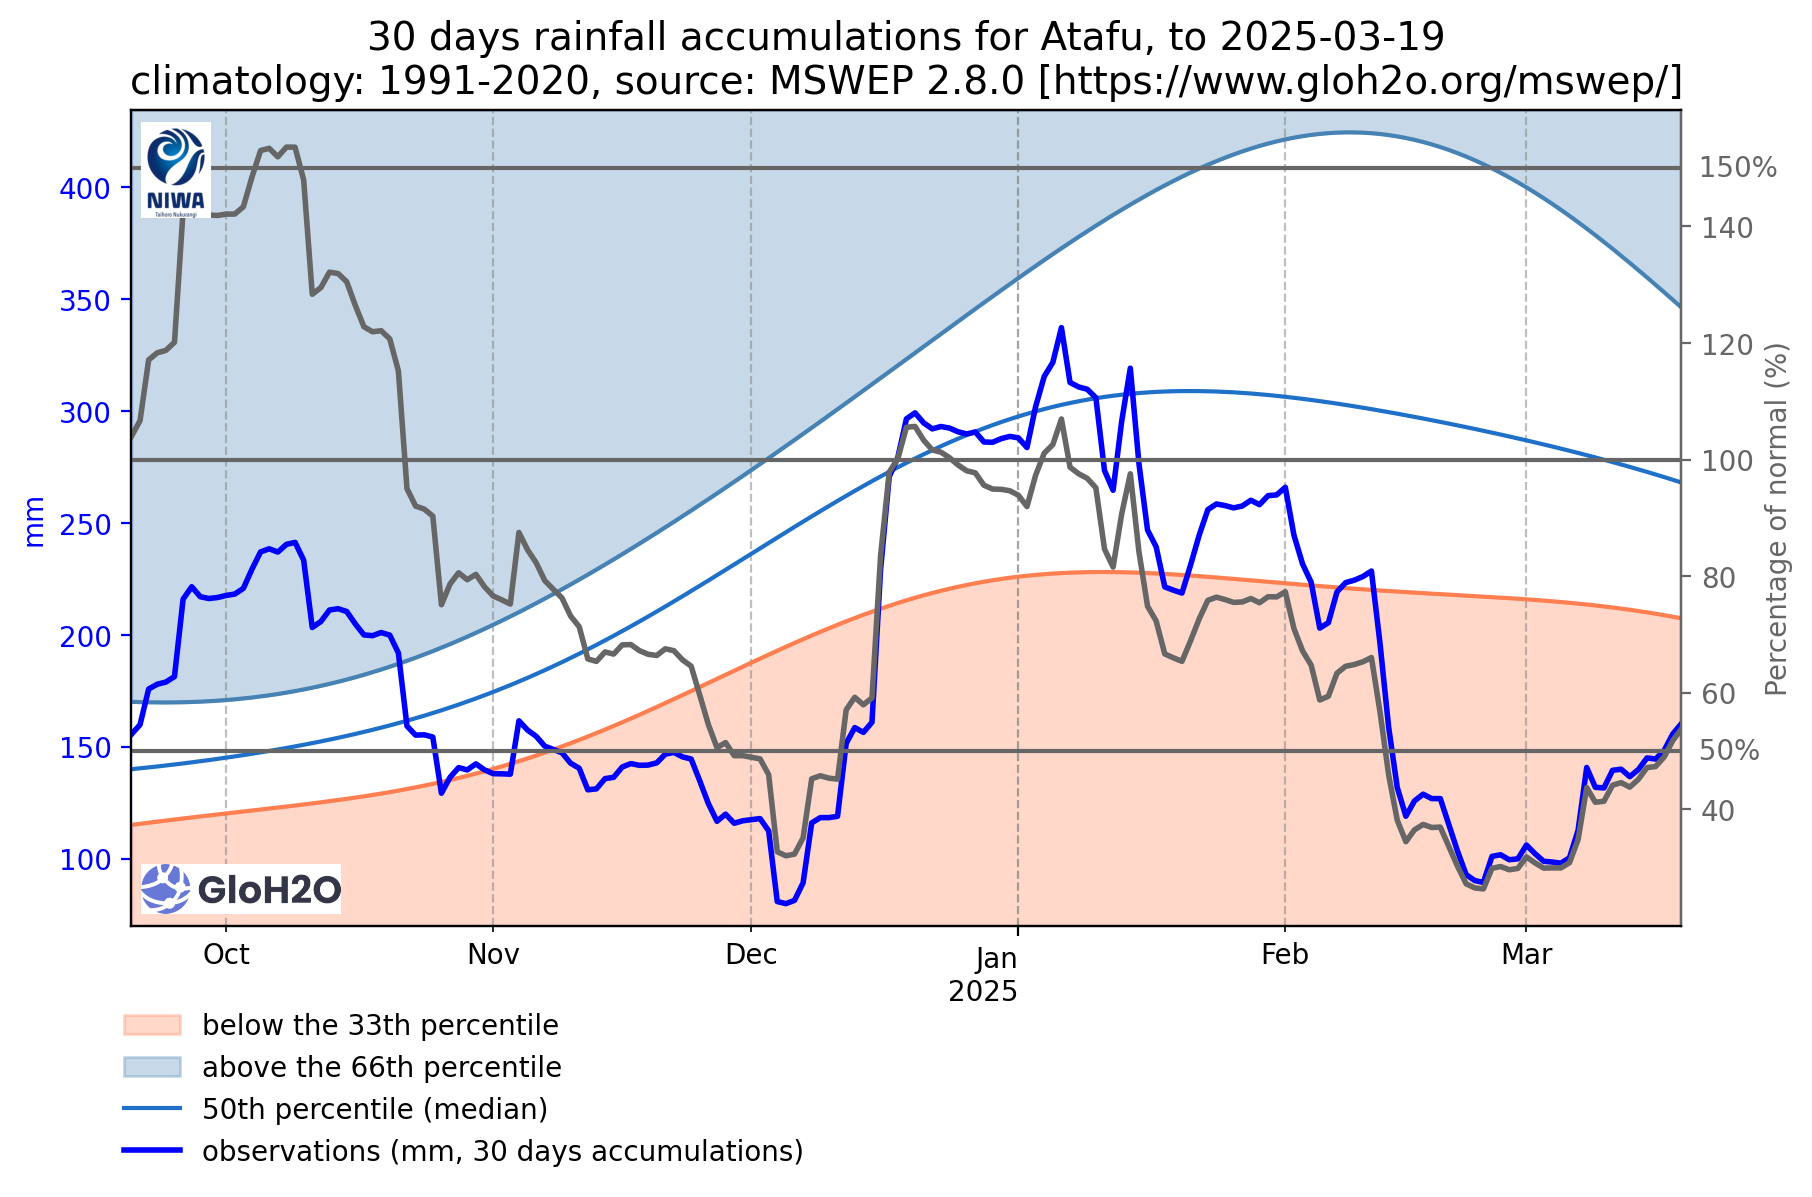 30 days rainfall accumulations for Atafu, to 2025-03-19
climatology: 1991-2020, source: MSWEP 2.8.0 [https://www.gloh2o.org/mswep/]
NIWA
Taihoro Nukurangi
400
350
300
250
200
150
100
mm
150%
140
120
100
80
60
50%
40
Percentage of normal (%)
GloH2O
Oct
Nov
Dec
Jan
2025
Feb
Mar
below the 33th percentile
above the 66th percentile
50th percentile (median)
observations (mm, 30 days accumulations)